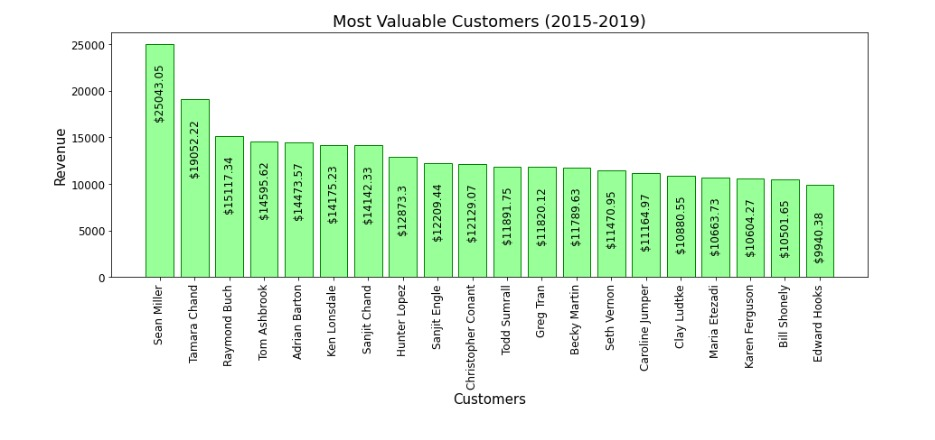 Most Valuable Customers (2015-2019)
Revenue
25000
20000
15000
10000
5000
0
$25043.05
$19052.22
$15117.34
$14595.62
$14473.57
$14175.23
$14142.33
$12873.3
$12209.44
$12129.07
$11891.75
$11820.12
$11789.63
$11470.95
$11164.97
$10880.55
$10663.73
$10604.27
$10501.65
$9940.38
Sean Miller
Tamara Chand
Raymond Buch
Tom Ashbrook
Adrian Barton
Ken Lonsdale
Sanjit Chand
Hunter Lopez
Sanjit Engle
Christopher Conant
Todd Sumrall
Greg Tran
Becky Martin
Seth Vernon
Caroline Jumper
Clay Ludtke
Maria Etezadi
Karen Ferguson
Bill Shonely
Edward Hooks
Customers